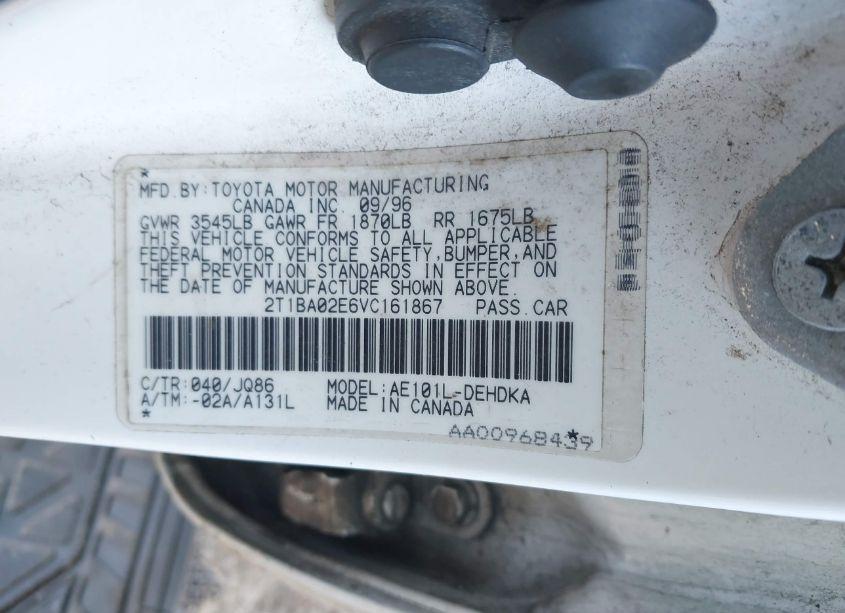 *
MFD.BY:TOYOTA MOTOR MANUFACTURING
CANADA INC 09/96
GVWR 3545LB GAWR FR 1870LB RR 1675LB
THIS VEHICLE CONFORMS TO ALL APPLICABLE
FEDERAL MOTOR VEHICLE SAFETY,BUMPER,AND
THEFT PREVENTION STANDARDS IN EFFECT ON
THE DATE OF MANUFACTURE SHOWN ABOVE.
2T1BA02E6VC161867 PASS.CAR
C/TR:040/JQ86 MODEL:AE101L-DEHDKA
A/TM:-02A/A131L MADE IN CANADA
* *
AA00968439